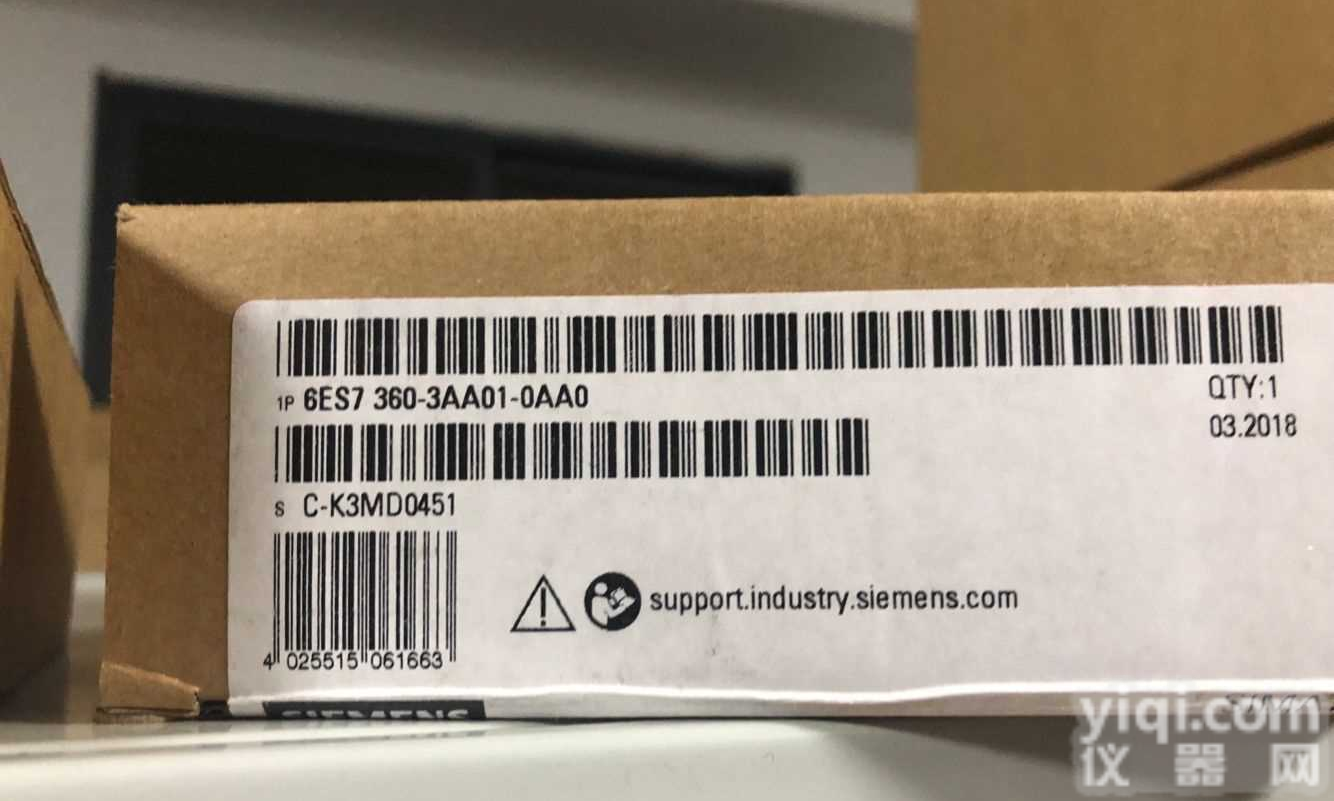 1P 6ES7 360-3AA01-0AA0
QTY:1
03.2018
S C-K3MD0451
support.industry.siemens.com
4 025515 061663
SIEMENS
yiqi.com
仪器网